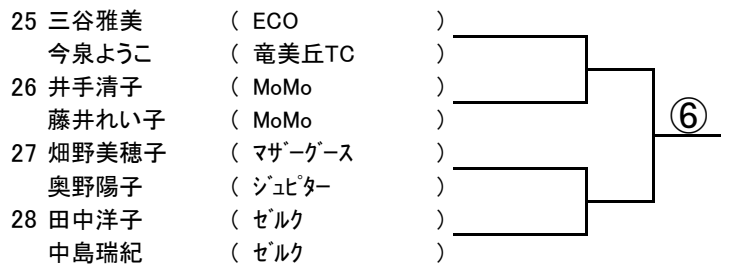 25 三谷雅美 ( ECO )
今泉ようこ ( 竜美丘TC )
26 井手清子 ( MoMo )
藤井れい子 ( MoMo )
⑥
27 畑野美穂子 ( ﾏｻﾞｰｸﾞｰｽ )
奥野陽子 ( ｼﾞｭﾋﾟﾀｰ )
28 田中洋子 ( ｾﾞﾙｸ )
中島瑞紀 ( ｾﾞﾙｸ )